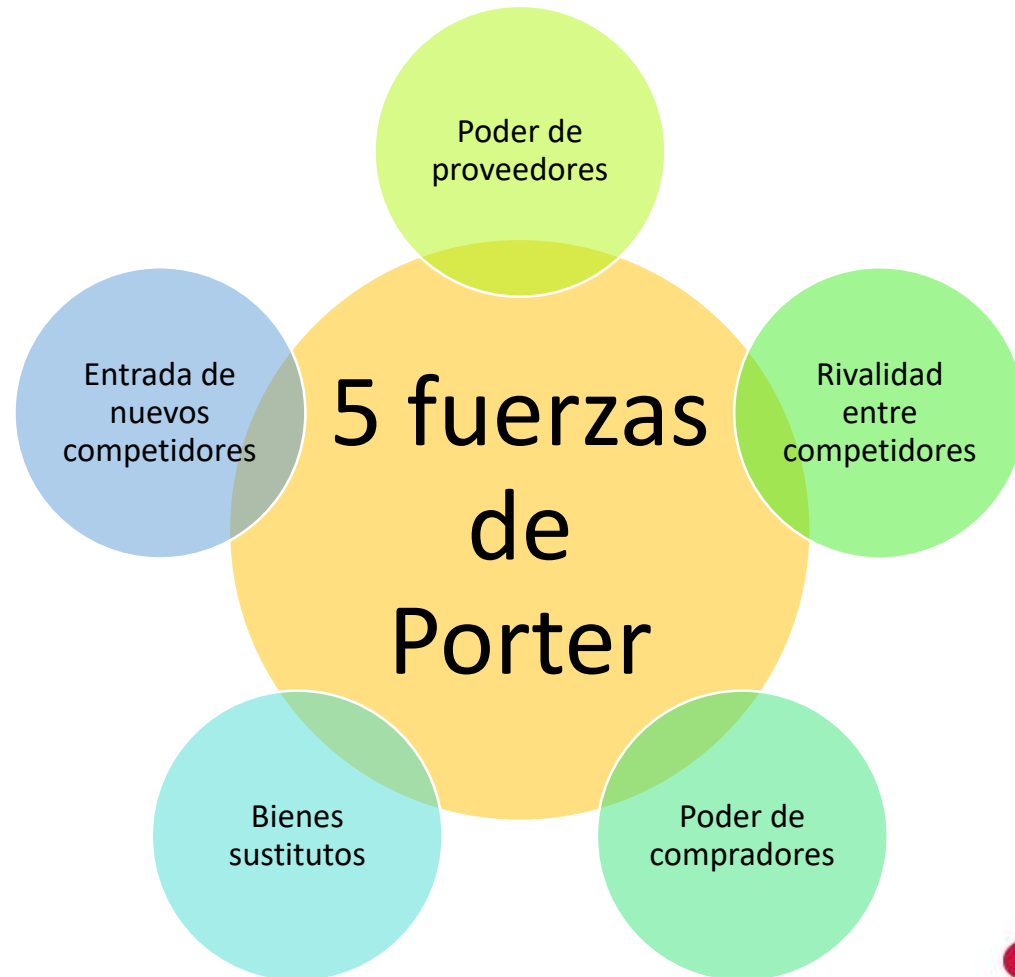 Poder de
proveedores
Entrada de
nuevos
competidores
5 fuerzas
de
Porter
Rivalidad
entre
competidores
Bienes
sustitutos
Poder de
compradores